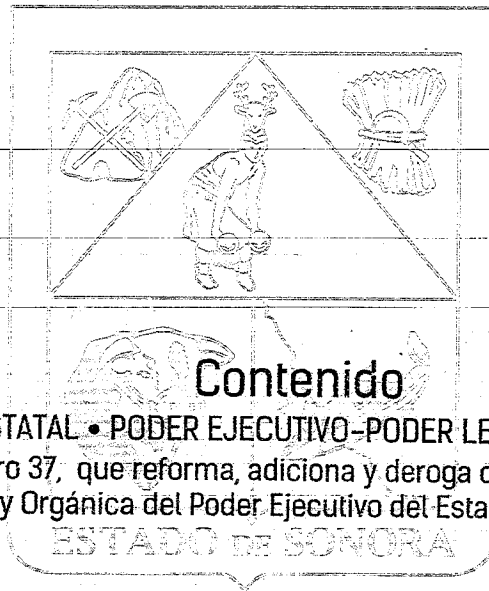 Contenido
STATAL • PODER EJECUTIVO-PODER LE
ro 37, que reforma, adiciona y deroga d
y Orgánica del Poder Ejecutivo del Esta
ESTADO DE SONORA